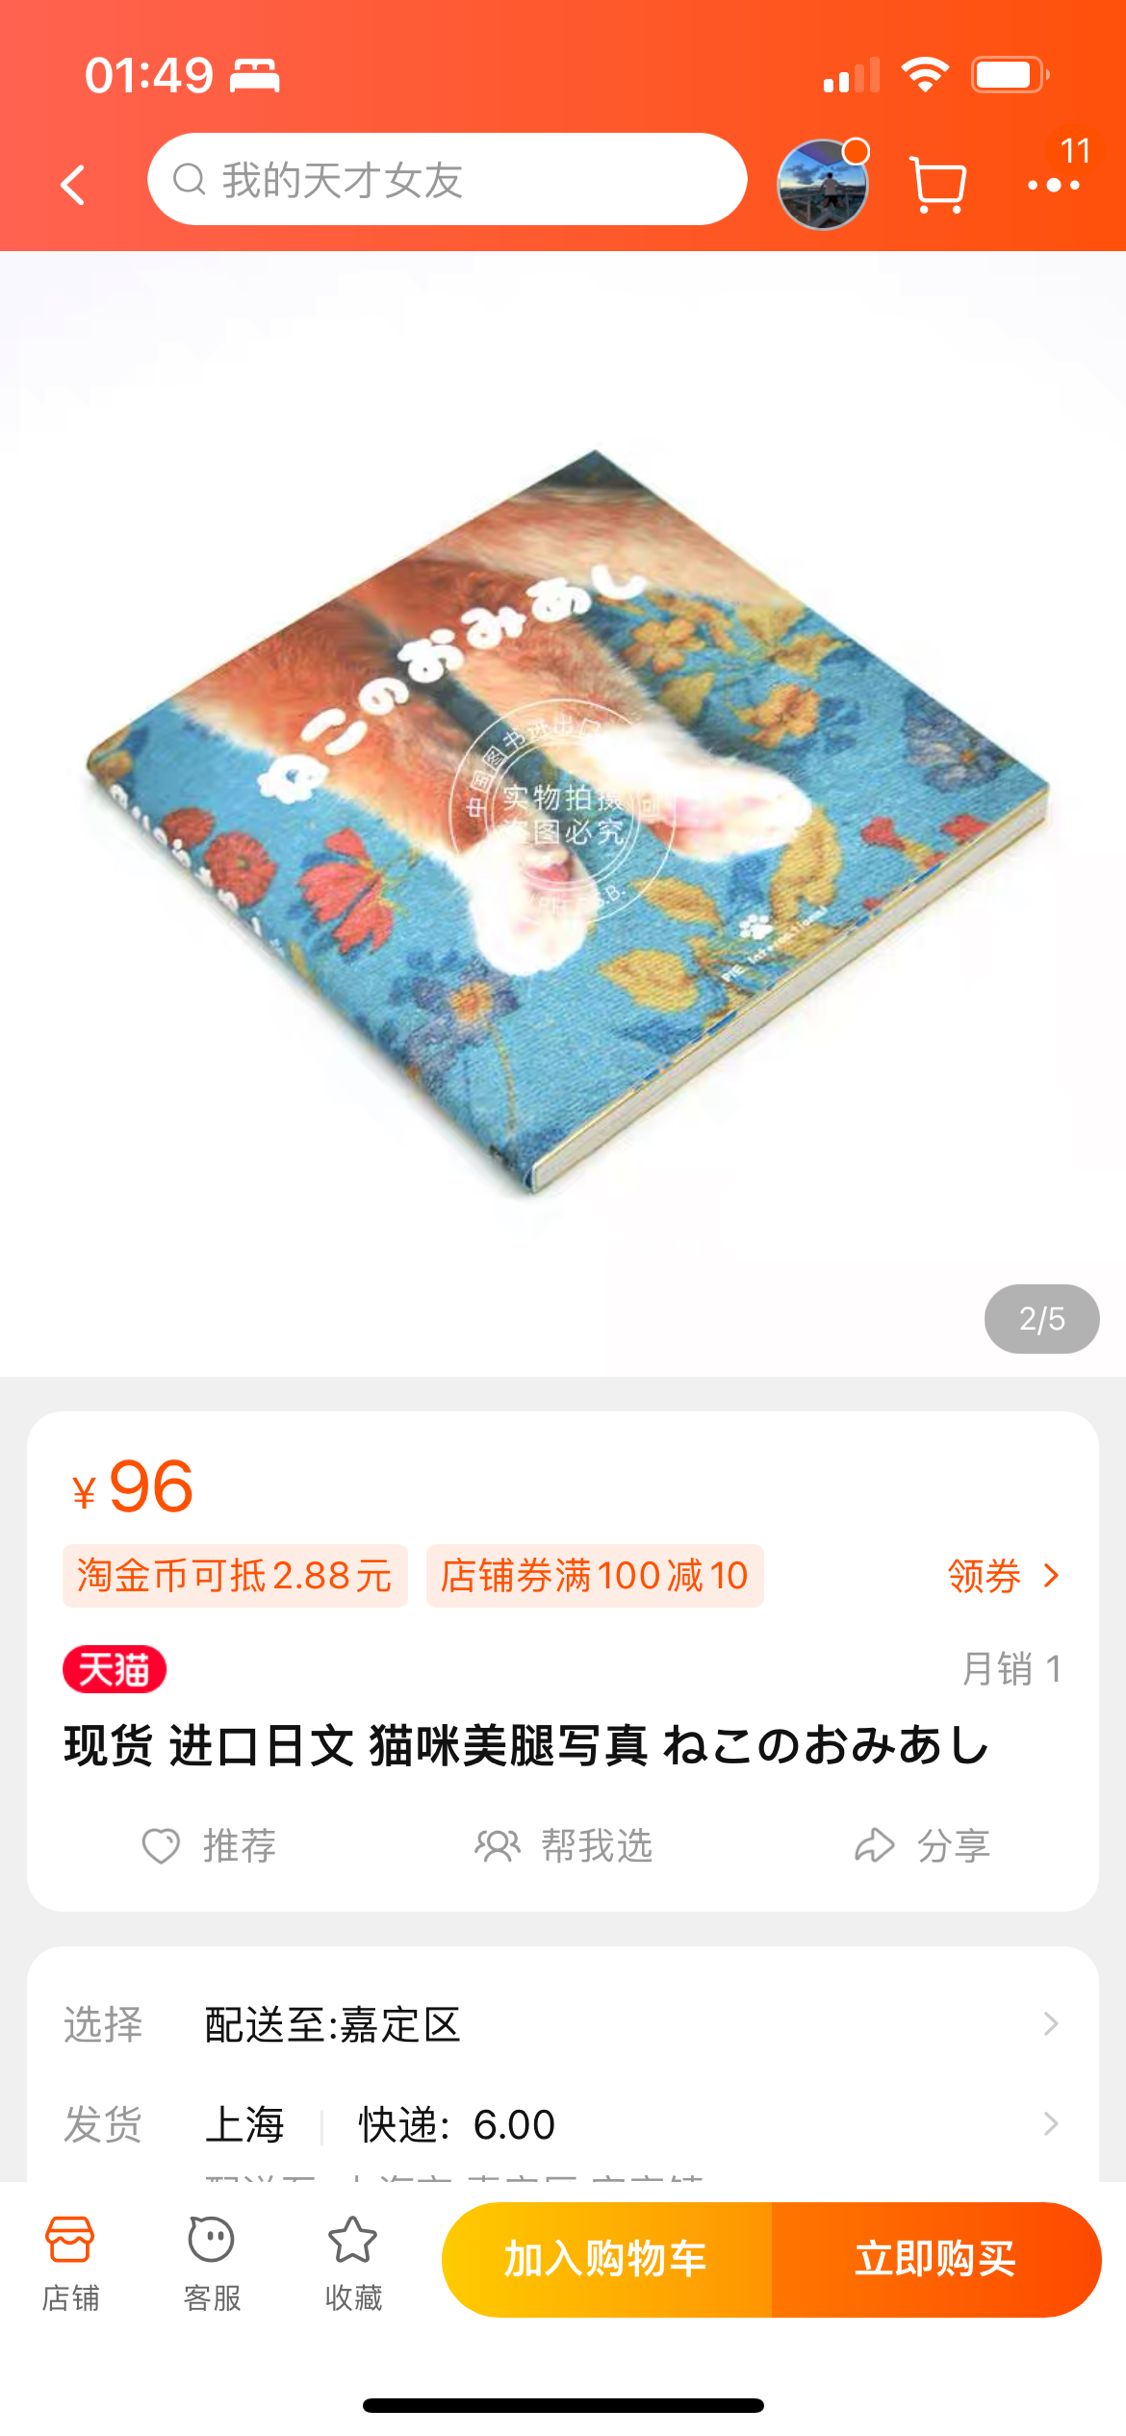 01:49
我的天才女友
11
ねこのおみあし
中国图书进出口
实物拍摄
盗图必究
PIE International
2/5
¥96
淘金币可抵2.88元 店铺券满100减10 领券
天猫 月销 1
现货 进口日文 猫咪美腿写真 ねこのおみあし
推荐 帮我选 分享
选择 配送至:嘉定区
发货 上海 快递: 6.00
店铺 客服 收藏 加入购物车 立即购买